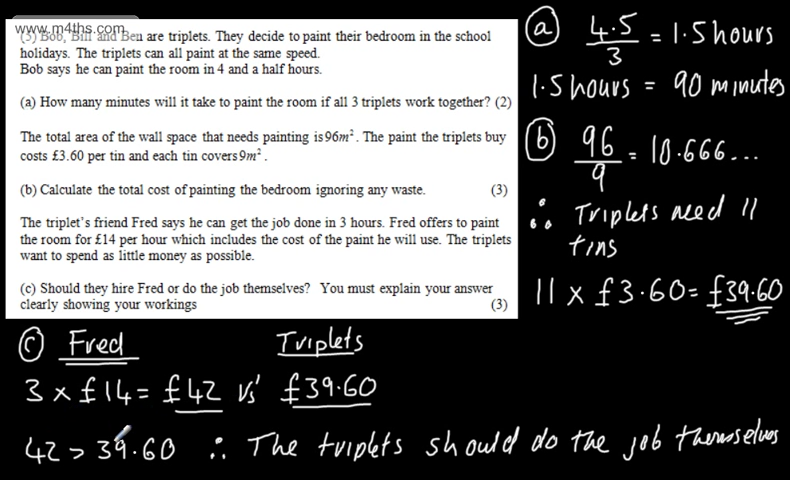 www.m4ths.com
(5) Bob, Bill and Ben are triplets. They decide to paint their bedroom in the school
holidays. The triplets can all paint at the same speed.
Bob says he can paint the room in 4 and a half hours.
(a) How many minutes will it take to paint the room if all 3 triplets work together? (2)
The total area of the wall space that needs painting is 96m². The paint the triplets buy
costs £3.60 per tin and each tin covers 9m².
(b) Calculate the total cost of painting the bedroom ignoring any waste. (3)
The triplet's friend Fred says he can get the job done in 3 hours. Fred offers to paint
the room for £14 per hour which includes the cost of the paint he will use. The triplets
want to spend as little money as possible.
(c) Should they hire Fred or do the job themselves? You must explain your answer
clearly showing your workings (3)
(a) 4.5/3 = 1.5 hours
1.5 hours = 90 minutes
(b) 96/9 = 10.666...
∴ Triplets need 11
tins
11 x £3.60 = £39.60
(c) Fred Triplets
3 x £14 = £42 vs' £39.60
42 > 39.60 ∴ The triplets should do the job themselves